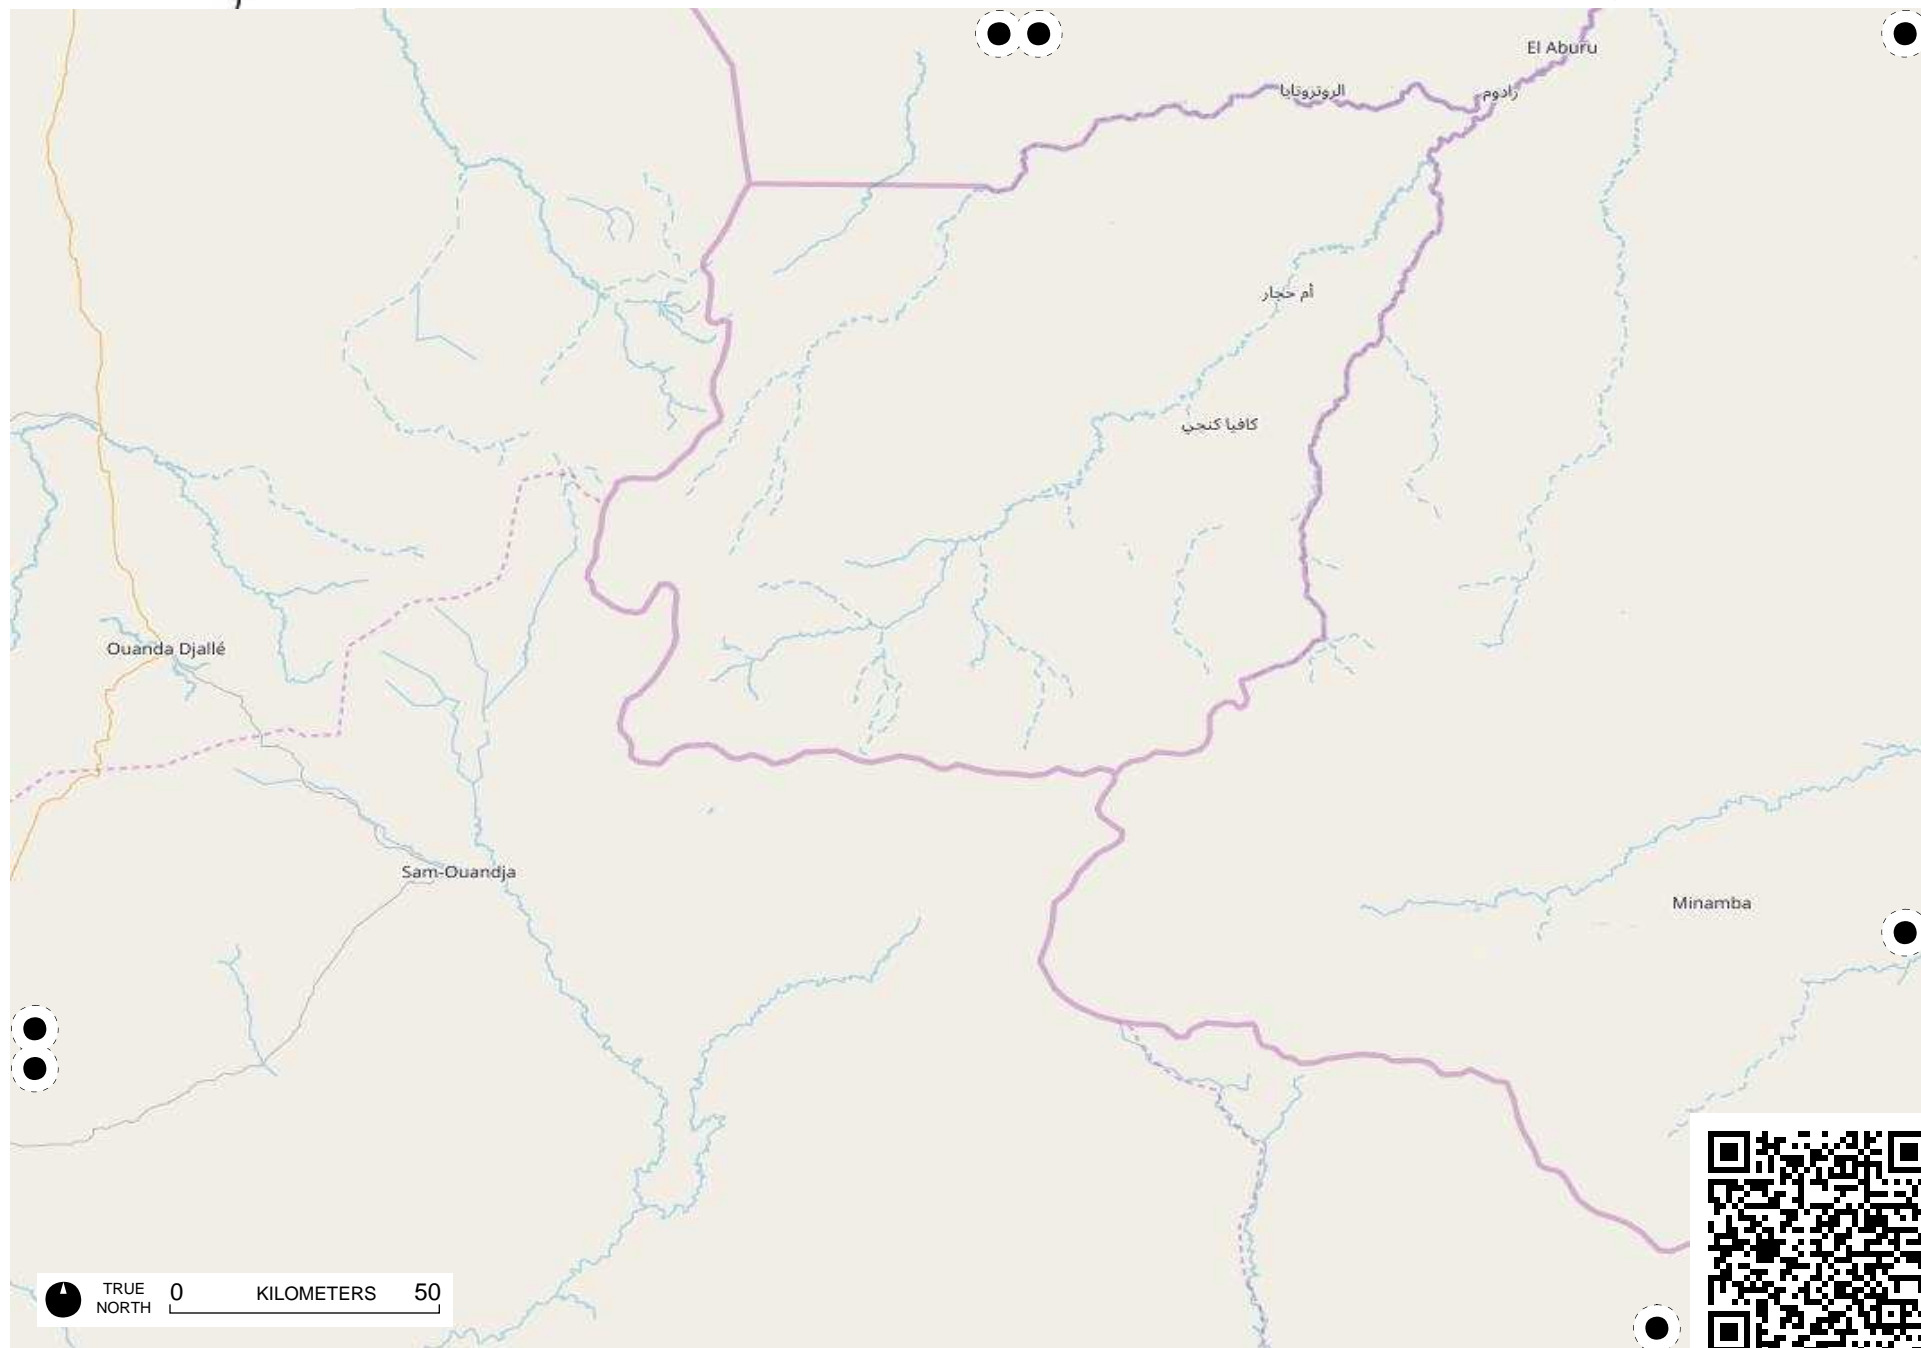 El Aburu
الروتروتايا
رادوم
أم حجار
كافيا كنجي
Ouanda Djallé
Sam-Ouandja
Minamba
TRUE
NORTH
0 KILOMETERS 50